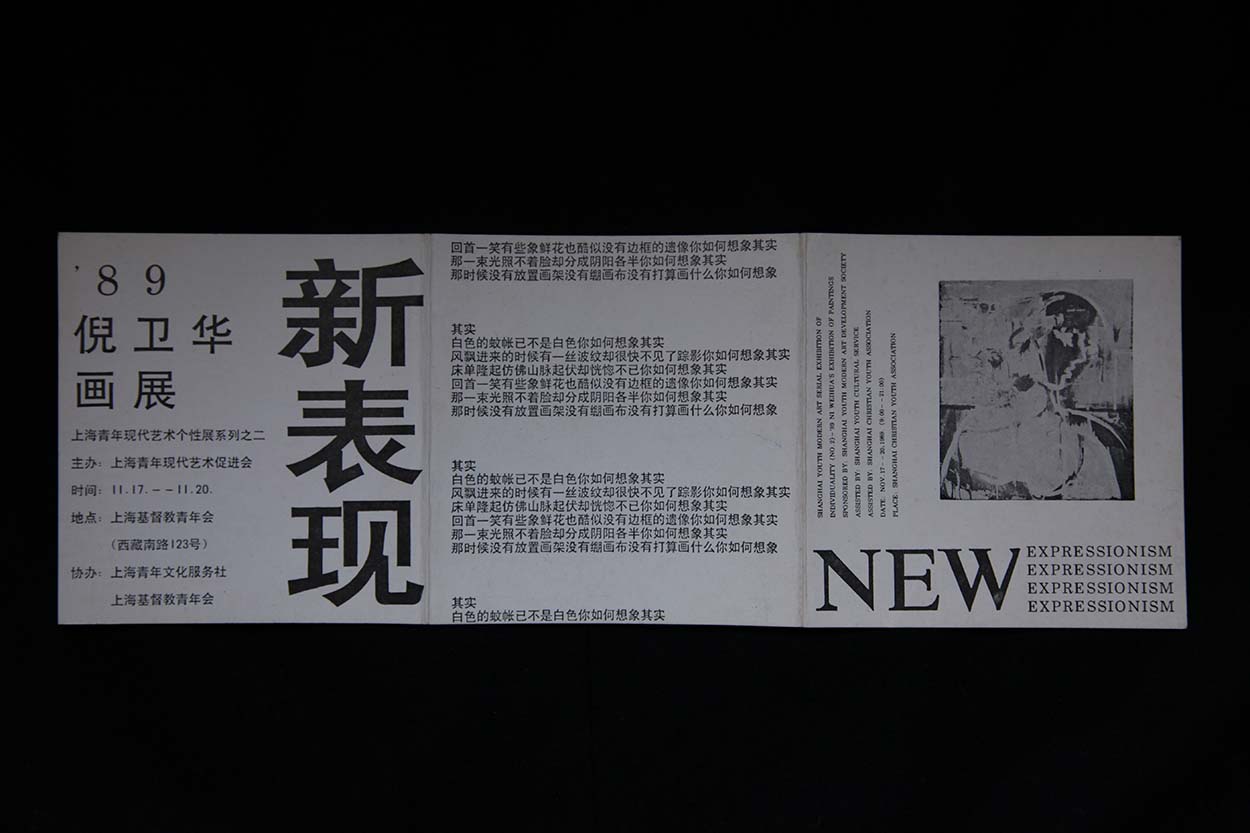 '89
倪卫华
画展
上海青年现代艺术个性展系列之二
主办：上海青年现代艺术促进会
时间：11.17.－－11.20.
地点：上海基督教青年会
（西藏南路123号）
协办：上海青年文化服务社
上海基督教青年会
新表现
回首一笑有些象鲜花也酷似没有边框的遗像你如何想象其实
那一束光照不着脸却分成阴阳各半你如何想象其实
那时候没有放置画架没有绷画布没有打算画什么你如何想象
其实
白色的蚊帐已不是白色你如何想象其实
风飘进来的时候有一丝波纹却很快不见了踪影你如何想象其实
床单隆起仿佛山脉起伏却恍惚不已你如何想象其实
回首一笑有些象鲜花也酷似没有边框的遗像你如何想象其实
那一束光照不着脸却分成阴阳各半你如何想象其实
那时候没有放置画架没有绷画布没有打算画什么你如何想象
其实
白色的蚊帐已不是白色你如何想象其实
风飘进来的时候有一丝波纹却很快不见了踪影你如何想象其实
床单隆起仿佛山脉起伏却恍惚不已你如何想象其实
回首一笑有些象鲜花也酷似没有边框的遗像你如何想象其实
那一束光照不着脸却分成阴阳各半你如何想象其实
那时候没有放置画架没有绷画布没有打算画什么你如何想象
其实
白色的蚊帐已不是白色你如何想象其实
SHANGHAI YOUTH MODERN ART SERIAL EXHIBITION OF
INDIVIDUALITY (NO.2)-'89 NI WEIHUA'S EXHIBITION OF PAINTINGS
SPONSORED BY: SHANGHAI YOUTH MODERN ART DEVELOPMENT SOCIETY
ASSISTED BY: SHANGHAI YOUTH CULTURAL SERVICE
ASSISTED BY: SHANGHAI CHRISTIAN YOUTH ASSOCIATION
DATE: NOV.17--20.1989 (9:00--21:00)
PLACE: SHANGHAI CHRISTIAN YOUTH ASSOCIATION
NEW
EXPRESSIONISM
EXPRESSIONISM
EXPRESSIONISM
EXPRESSIONISM